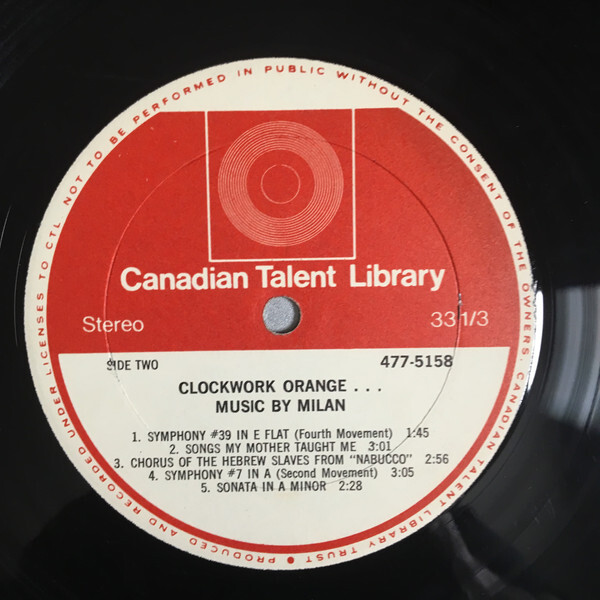 NOT TO BE PERFORMED IN PUBLIC WITHOUT THE CONSENT OF THE OWNERS, CANADIAN TALENT LIBRARY TRUST • PRODUCED AND RECORDED UNDER LICENSES TO CTL
Canadian Talent Library
Stereo 33 1/3
SIDE TWO 477-5158
CLOCKWORK ORANGE . . .
MUSIC BY MILAN
1. SYMPHONY #39 IN E FLAT (Fourth Movement) 1:45
2. SONGS MY MOTHER TAUGHT ME 3:01
3. CHORUS OF THE HEBREW SLAVES FROM "NABUCCO" 2:56
4. SYMPHONY #7 IN A (Second Movement) 3:05
5. SONATA IN A MINOR 2:28